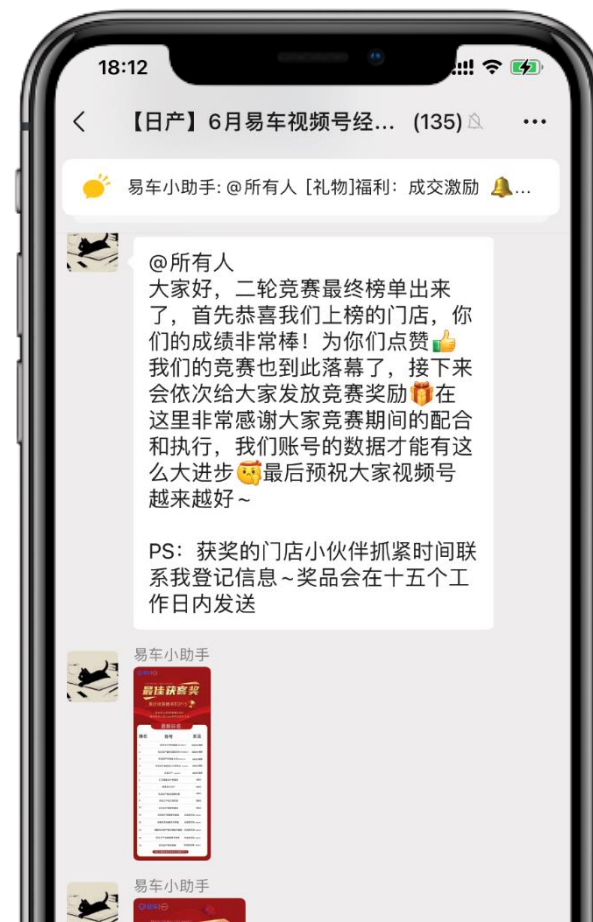 18:12
【日产】6月易车视频号经... (135)
易车小助手: @所有人 [礼物]福利：成交激励 🔔...
@所有人
大家好，二轮竞赛最终榜单出来
了，首先恭喜我们上榜的门店，你
们的成绩非常棒！为你们点赞👍
我们的竞赛也到此落幕了，接下来
会依次给大家发放竞赛奖励🎁在
这里非常感谢大家竞赛期间的配合
和执行，我们账号的数据才能有这
么大进步🥳最后预祝大家视频号
越来越好~
PS：获奖的门店小伙伴抓紧时间联
系我登记信息~奖品会在十五个工
作日内发送
易车小助手
最佳获客奖
易车小助手